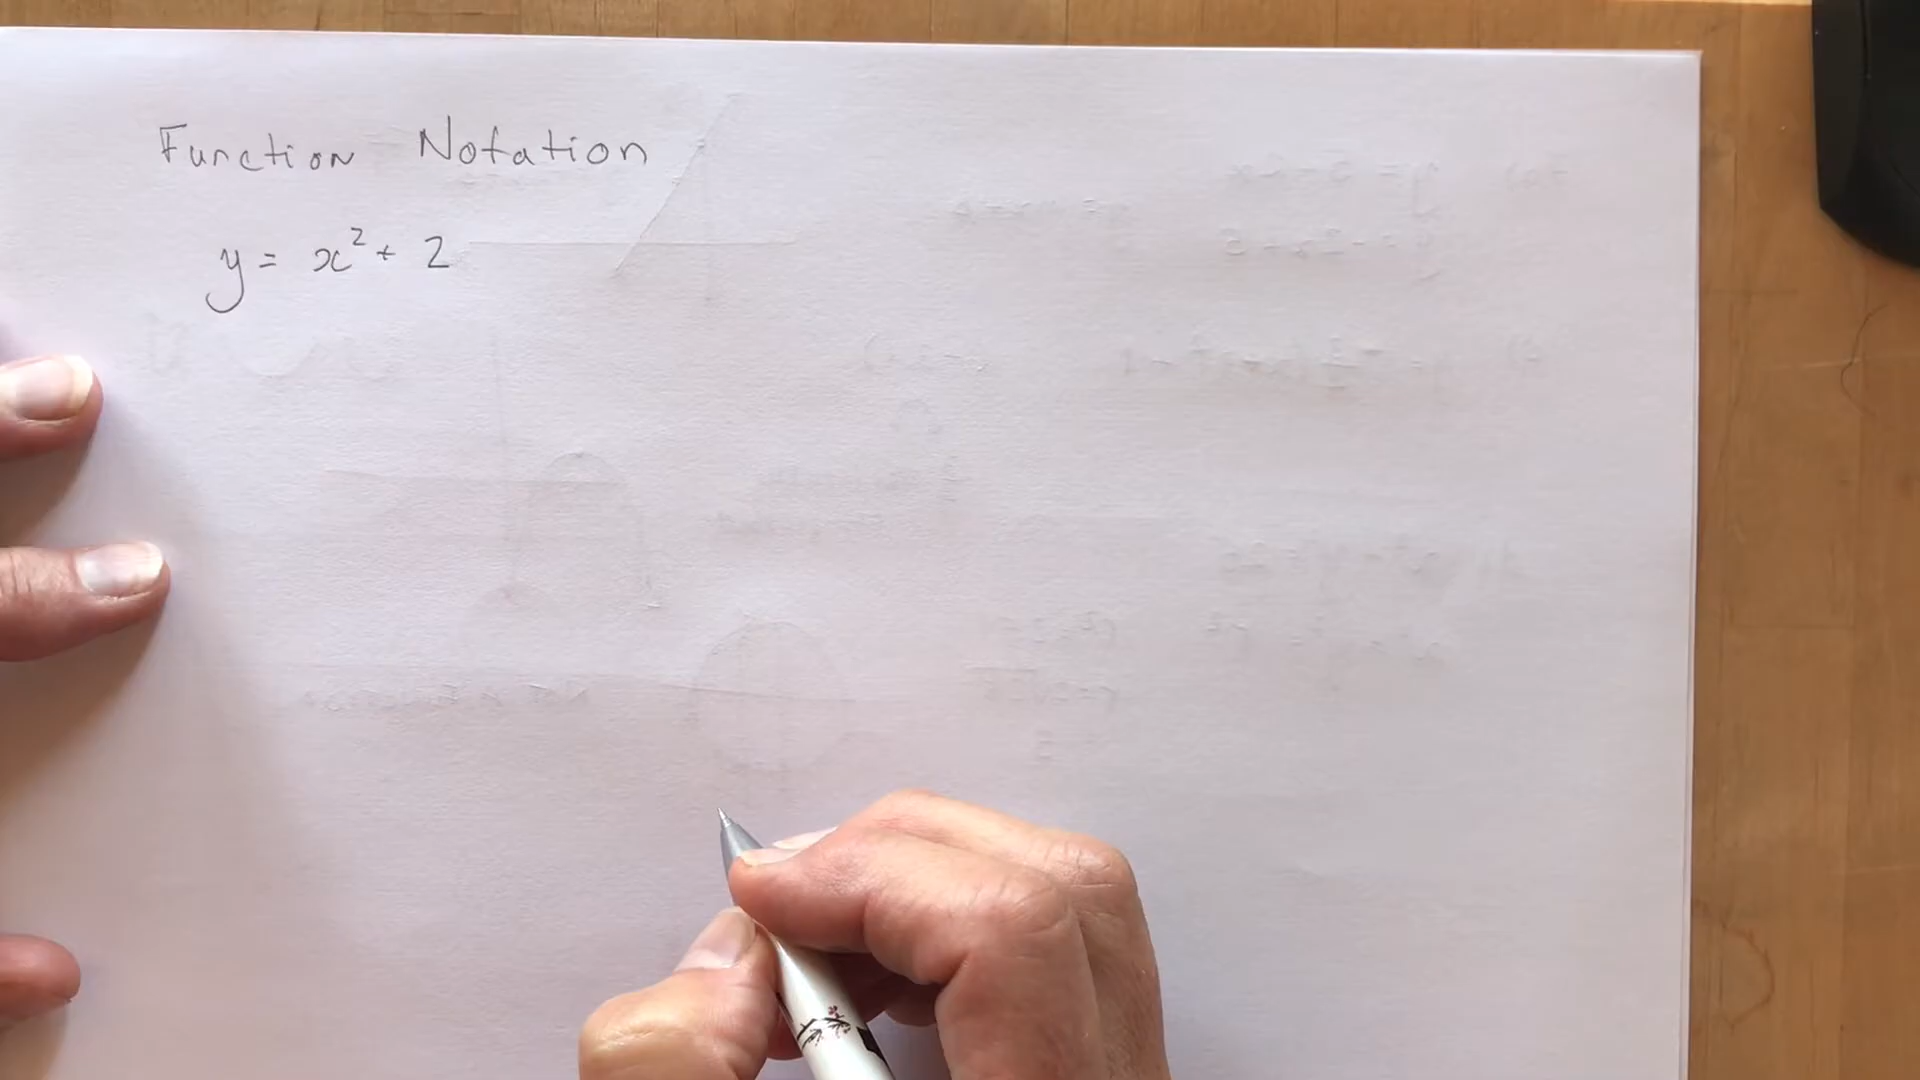 Function Notation
y = x² + 2